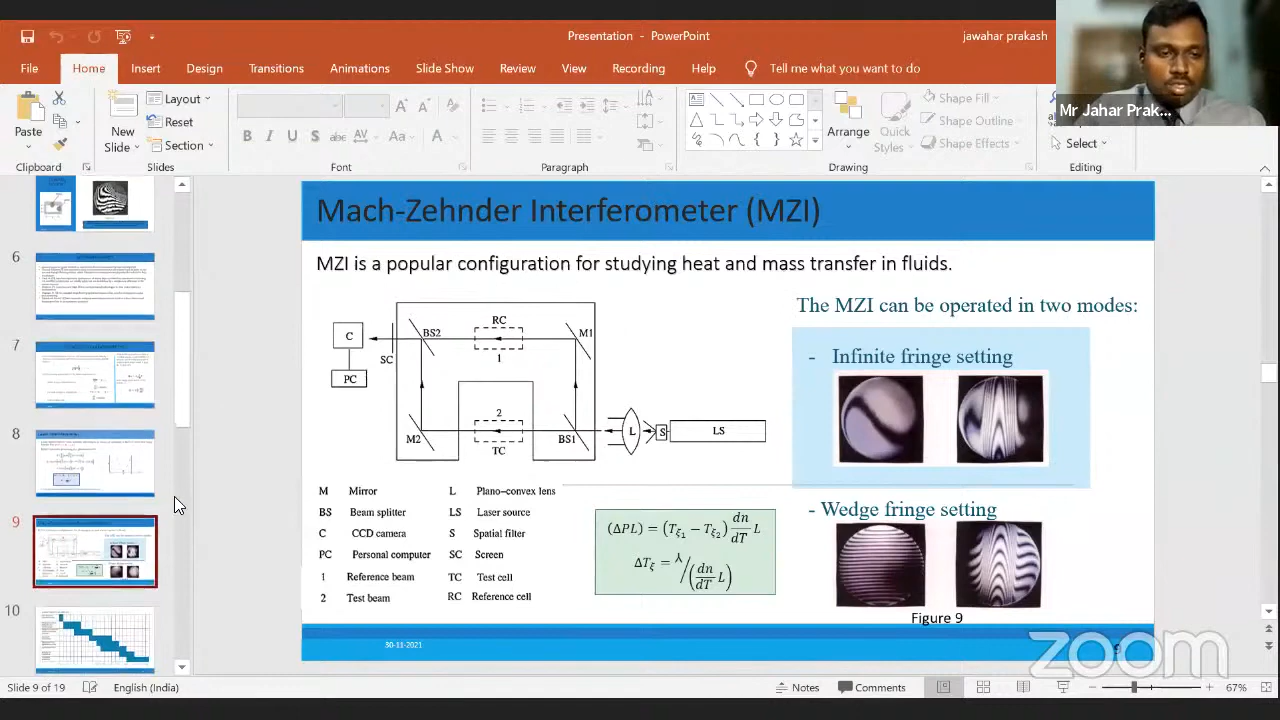 Presentation - PowerPoint
jawahar prakash
File Home Insert Design Transitions Animations Slide Show Review View Recording Help Tell me what you want to do
Mr Jahar Prak...
Paste
New
Slide
Layout
Reset
Section
B I U S abc AV Aa
Arrange
Quick
Styles
Shape Fill
Shape Outline
Shape Effects
Select
Clipboard
Slides
Font
Paragraph
Drawing
Editing
6
7
8
9
10
Mach-Zehnder Interferometer (MZI)
MZI is a popular configuration for studying heat and mass transfer in fluids.
C
SC
PC
BS2
RC
1
M1
M2
2
TC
BS1
L
S
LS
M Mirror L Plano-convex lens
BS Beam splitter LS Laser source
C CCD camera S Spatial filter
PC Personal computer SC Screen
1 Reference beam TC Test cell
2 Test beam RC Reference cell
(ΔPL) = (Tξ1 − Tξ2) dn/dT L
ΔTξ = λ/(dn/dT L)
The MZI can be operated in two modes:
- Infinite fringe setting
- Wedge fringe setting
Figure 9
30-11-2021
zoom
Slide 9 of 19 English (India) Notes Comments 67%